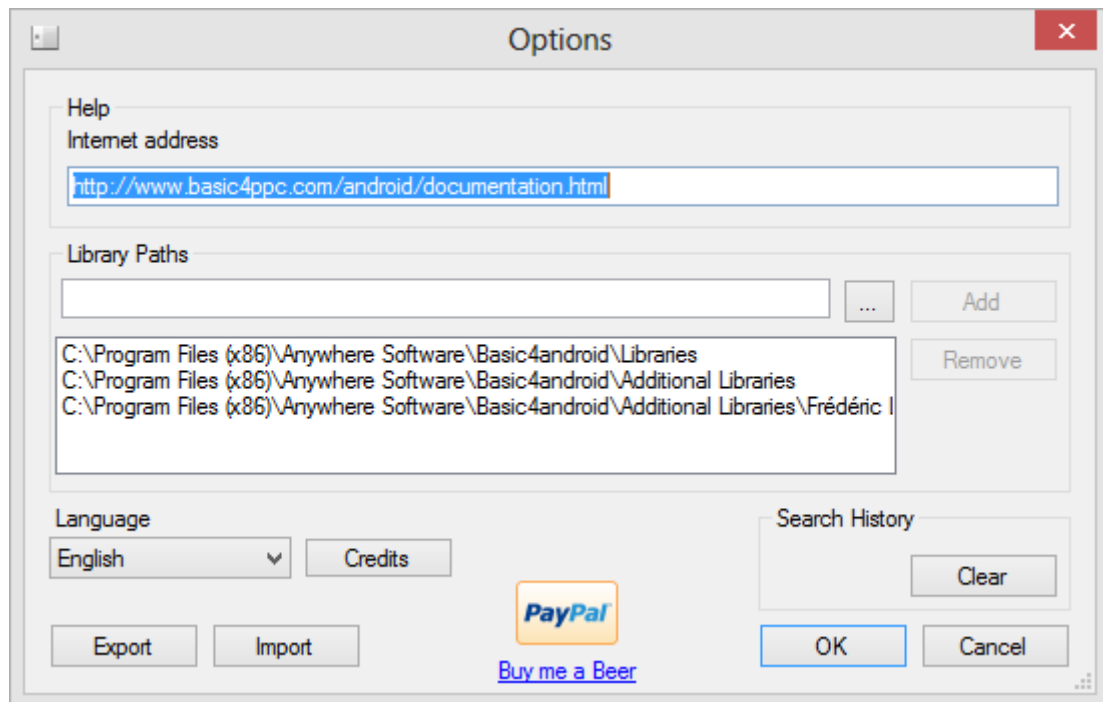 Options
Help
Internet address
http://www.basic4ppc.com/android/documentation.html
Library Paths
...
Add
C:\Program Files (x86)\Anywhere Software\Basic4android\Libraries
C:\Program Files (x86)\Anywhere Software\Basic4android\Additional Libraries
C:\Program Files (x86)\Anywhere Software\Basic4android\Additional Libraries\Frédéric
Remove
Language
English
Credits
Search History
Clear
PayPal
Export
Import
Buy me a Beer
OK
Cancel